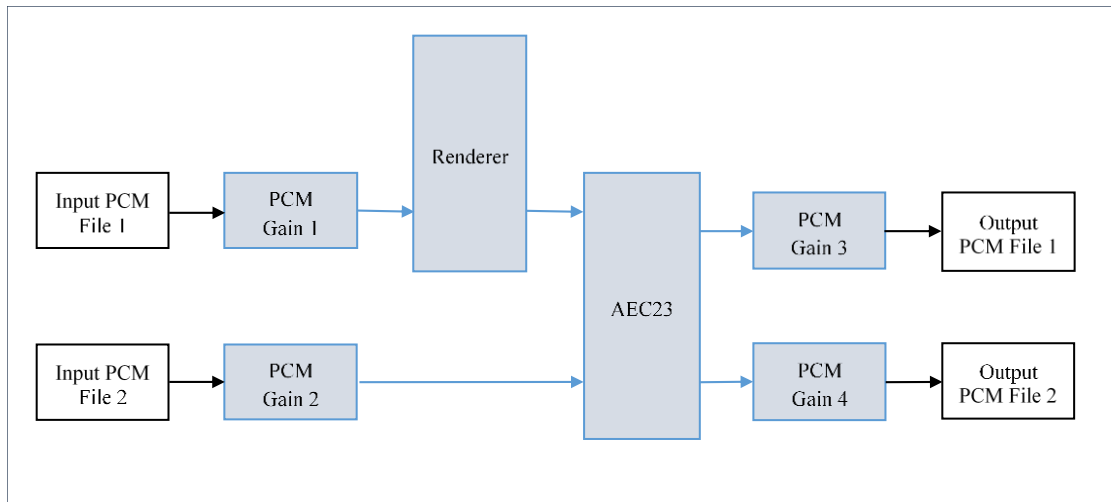 Renderer
Input PCM
File 1
PCM
Gain 1
PCM
Gain 3
Output
PCM File 1
AEC23
Input PCM
File 2
PCM
Gain 2
PCM
Gain 4
Output
PCM File 2